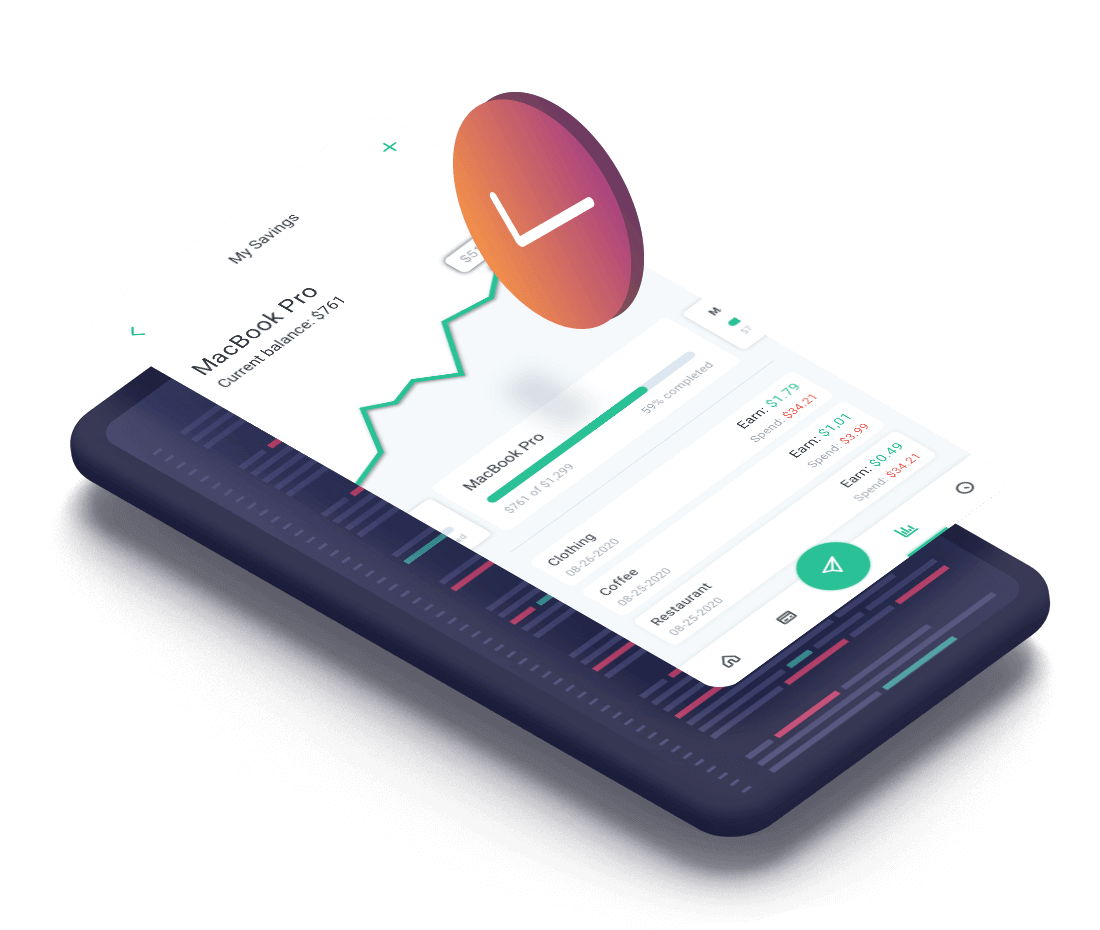 My Savings
MacBook Pro
Current balance: $761
M
$7
MacBook Pro
59% completed
$761 of $1,299
Clothing
Earn: $1.79
08-26-2020
Spend: $34.21
Coffee
Earn: $1,01
08-25-2020
Spend: $3.99
Restaurant
Earn: $0.49
08-25-2020
Spend: $34.21